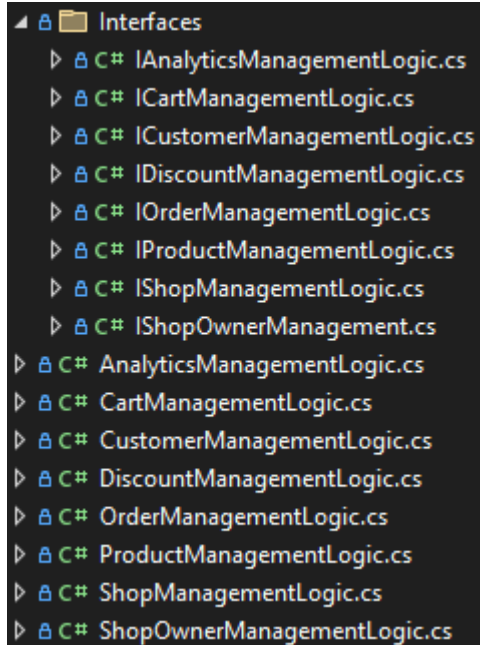 Interfaces
C# IAnalyticsManagementLogic.cs
C# ICartManagementLogic.cs
C# ICustomerManagementLogic.cs
C# IDiscountManagementLogic.cs
C# IOrderManagementLogic.cs
C# IProductManagementLogic.cs
C# IShopManagementLogic.cs
C# IShopOwnerManagement.cs
C# AnalyticsManagementLogic.cs
C# CartManagementLogic.cs
C# CustomerManagementLogic.cs
C# DiscountManagementLogic.cs
C# OrderManagementLogic.cs
C# ProductManagementLogic.cs
C# ShopManagementLogic.cs
C# ShopOwnerManagementLogic.cs